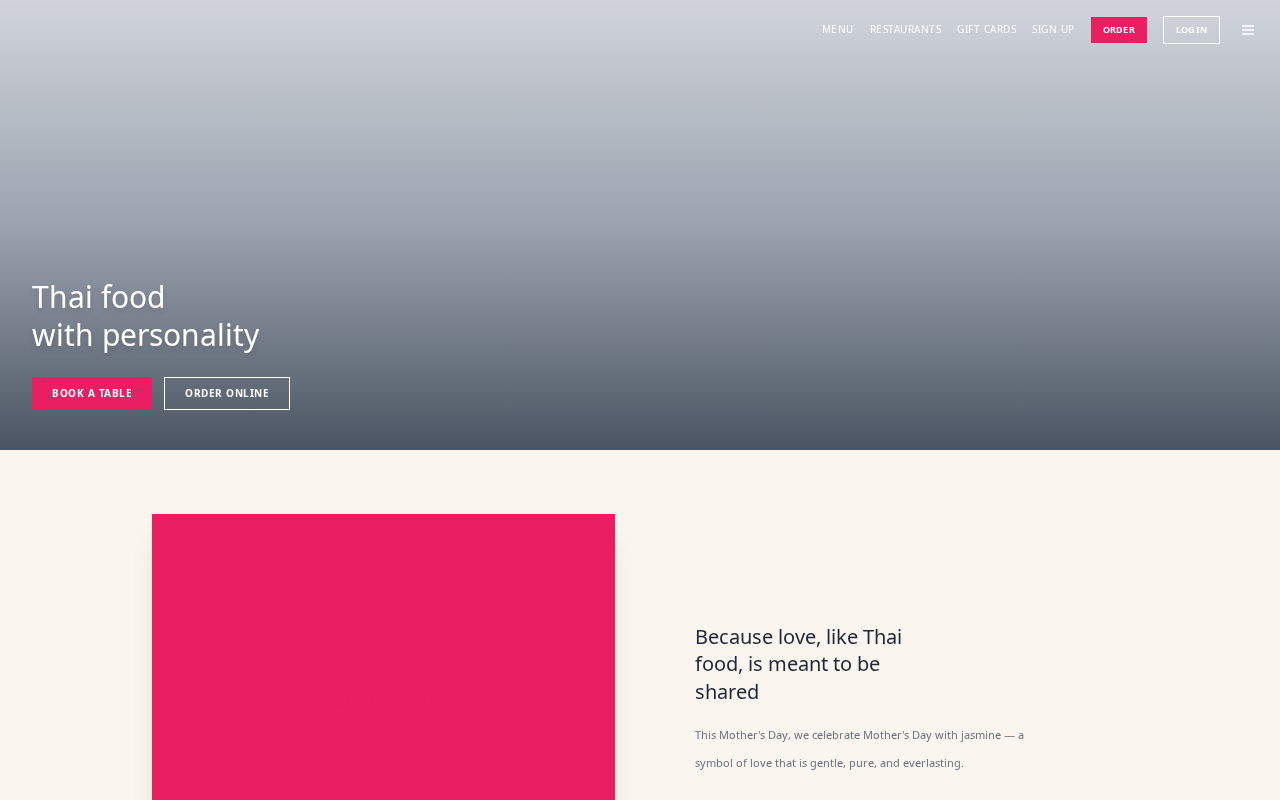 MENU RESTAURANTS GIFT CARDS SIGN UP ORDER LOGIN
Thai food
with personality
BOOK A TABLE ORDER ONLINE
Because love, like Thai
food, is meant to be
shared
This Mother's Day, we celebrate Mother's Day with jasmine — a
symbol of love that is gentle, pure, and everlasting.